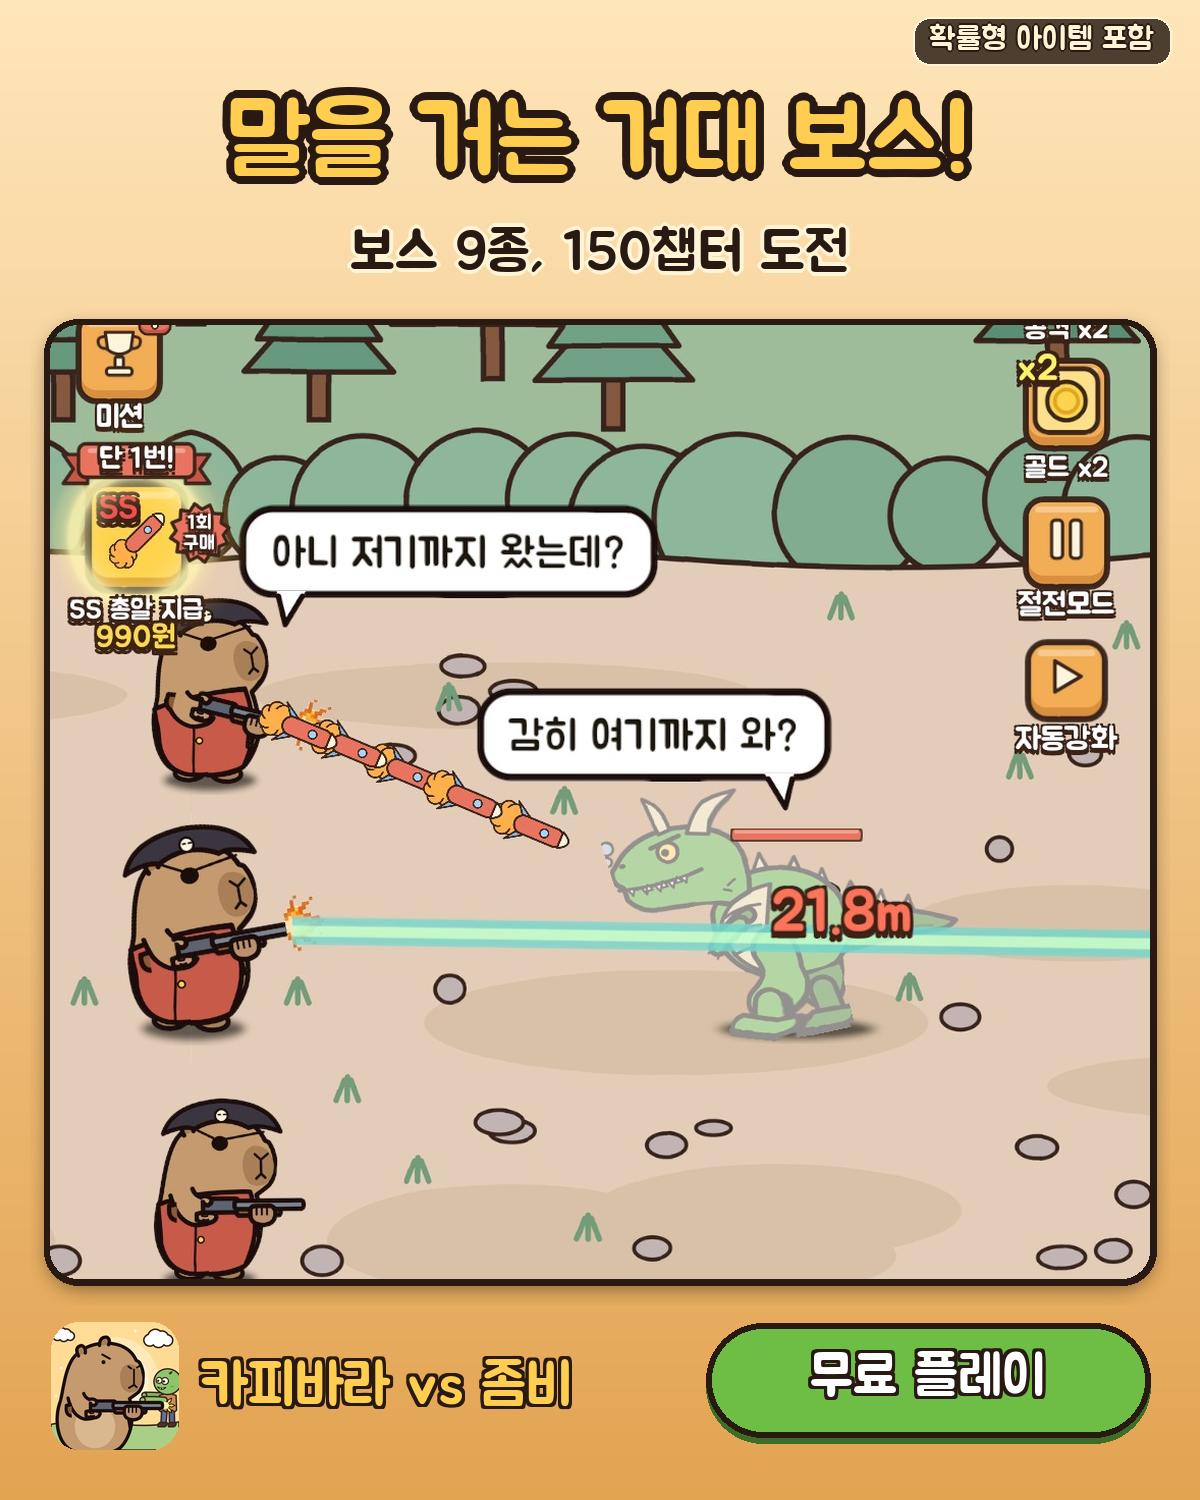 확률형 아이템 포함
말을 거는 거대 보스!
보스 9종, 150챕터 도전
공격 x2
x2
미션
골드 x2
단 1번!
SS
1회
구매
아니 저기까지 왔는데?
절전모드
SS 총알 지급
990원
감히 여기까지 와?
자동강화
21.8m
카피바라 vs 좀비
무료 플레이